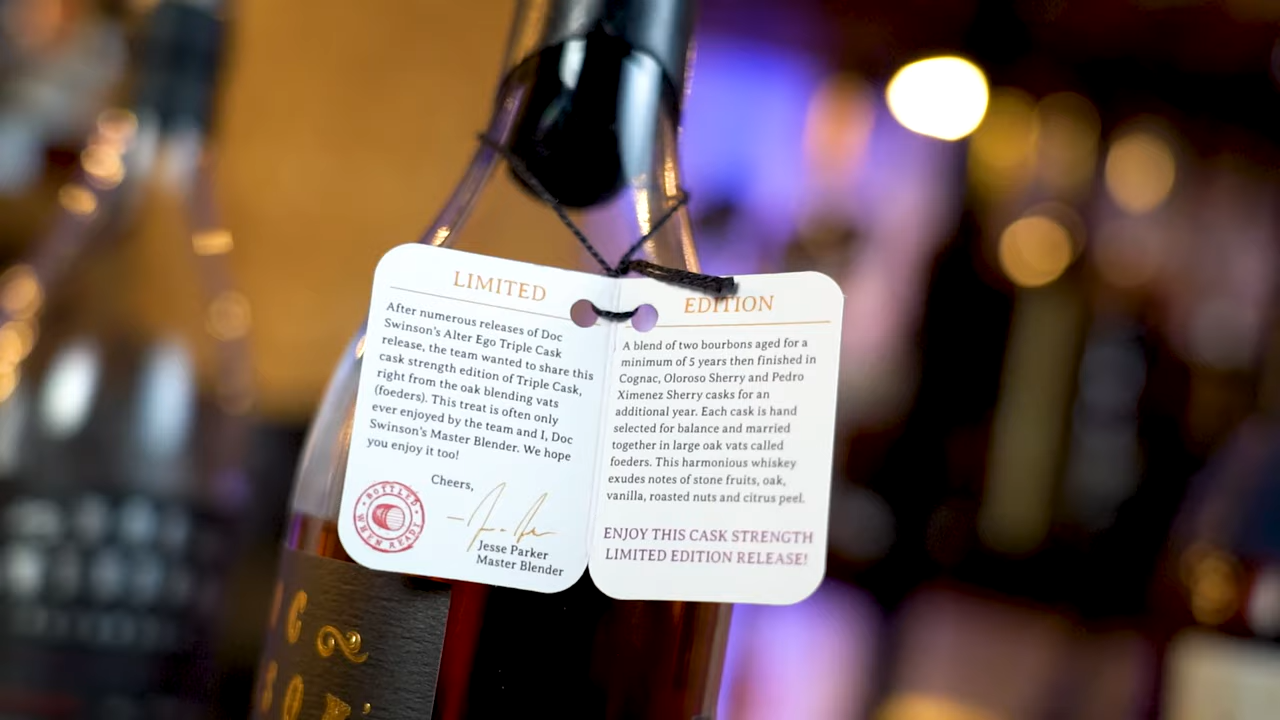 LIMITED
After numerous releases of Doc
Swinson's Alter Ego Triple Cask
release, the team wanted to share this
cask strength edition of Triple Cask,
right from the oak blending vats
(foeders). This treat is often only
ever enjoyed by the team and I, Doc
Swinson's Master Blender. We hope
you enjoy it too!
Cheers,
BOTTLED
WHEN READY
Jesse Parker
Master Blender
EDITION
A blend of two bourbons aged for a
minimum of 5 years then finished in
Cognac, Oloroso Sherry and Pedro
Ximenez Sherry casks for an
additional year. Each cask is hand
selected for balance and married
together in large oak vats called
foeders. This harmonious whiskey
exudes notes of stone fruits, oak,
vanilla, roasted nuts and citrus peel.
ENJOY THIS CASK STRENGTH
LIMITED EDITION RELEASE!